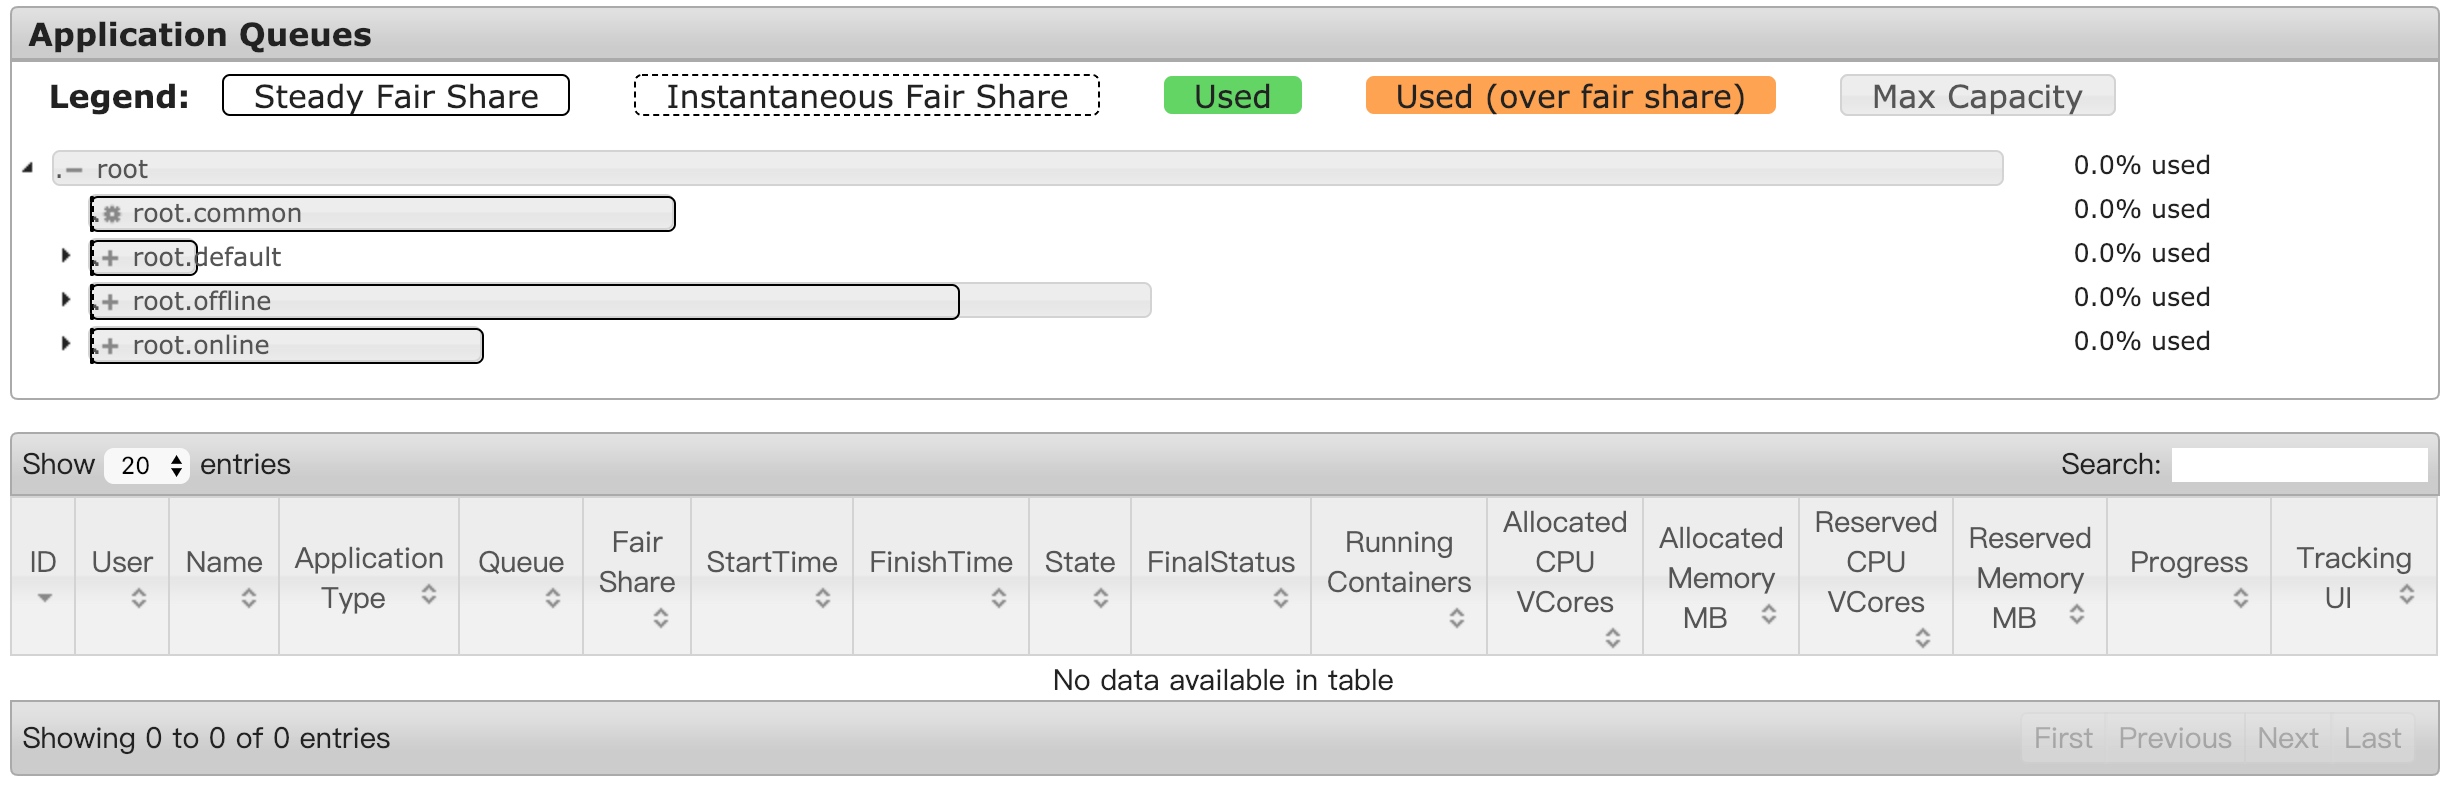 Application Queues
Legend: Steady Fair Share Instantaneous Fair Share Used Used (over fair share) Max Capacity
root 0.0% used
root.common 0.0% used
root.default 0.0% used
root.offline 0.0% used
root.online 0.0% used
Show 20 entries Search:
ID User Name Application Type Queue Fair Share StartTime FinishTime State FinalStatus Running Containers Allocated CPU VCores Allocated Memory MB Reserved CPU VCores Reserved Memory MB Progress Tracking UI
No data available in table
Showing 0 to 0 of 0 entries First Previous Next Last